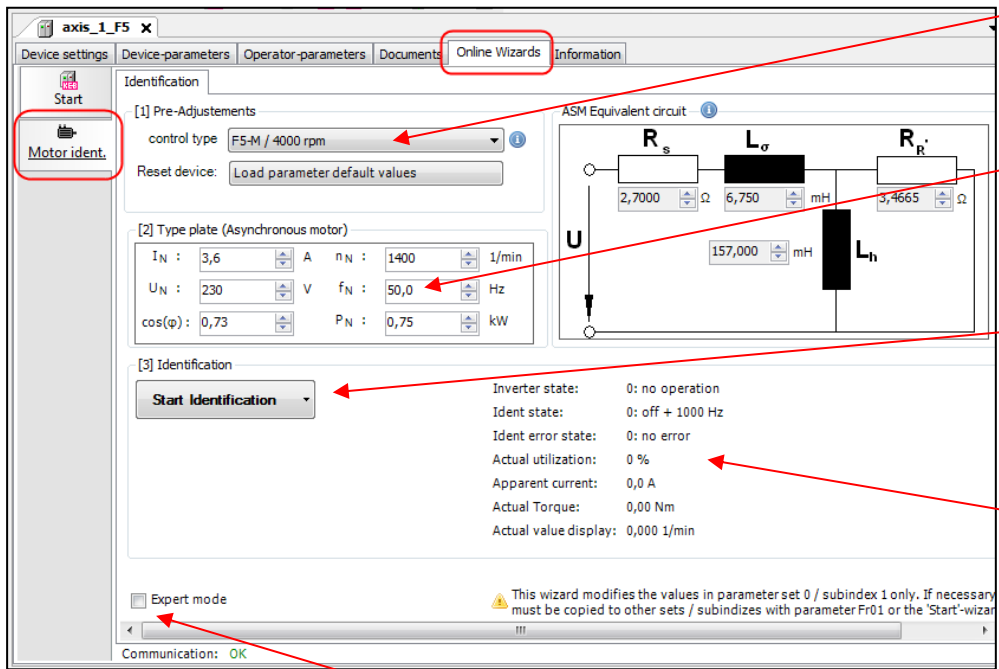 axis_1_F5 x
Device settings Device-parameters Operator-parameters Documents Online Wizards Information
KEB
Start
Motor ident.
Identification
[1] Pre-Adjustements
control type F5-M / 4000 rpm
Reset device: Load parameter default values
[2] Type plate (Asynchronous motor)
IN : 3,6 A nN : 1400 1/min
UN : 230 V fN : 50,0 Hz
cos(φ): 0,73 PN : 0,75 kW
ASM Equivalent circuit
Rs Lσ RR'
2,7000 Ω 6,750 mH 3,4665 Ω
U
157,000 mH Lh
[3] Identification
Start Identification
Inverter state: 0: no operation
Ident state: 0: off + 1000 Hz
Ident error state: 0: no error
Actual utilization: 0 %
Apparent current: 0,0 A
Actual Torque: 0,00 Nm
Actual value display: 0,000 1/min
Expert mode
This wizard modifies the values in parameter set 0 / subindex 1 only. If necessary
must be copied to other sets / subindizes with parameter Fr01 or the 'Start'-wizar
Communication: OK